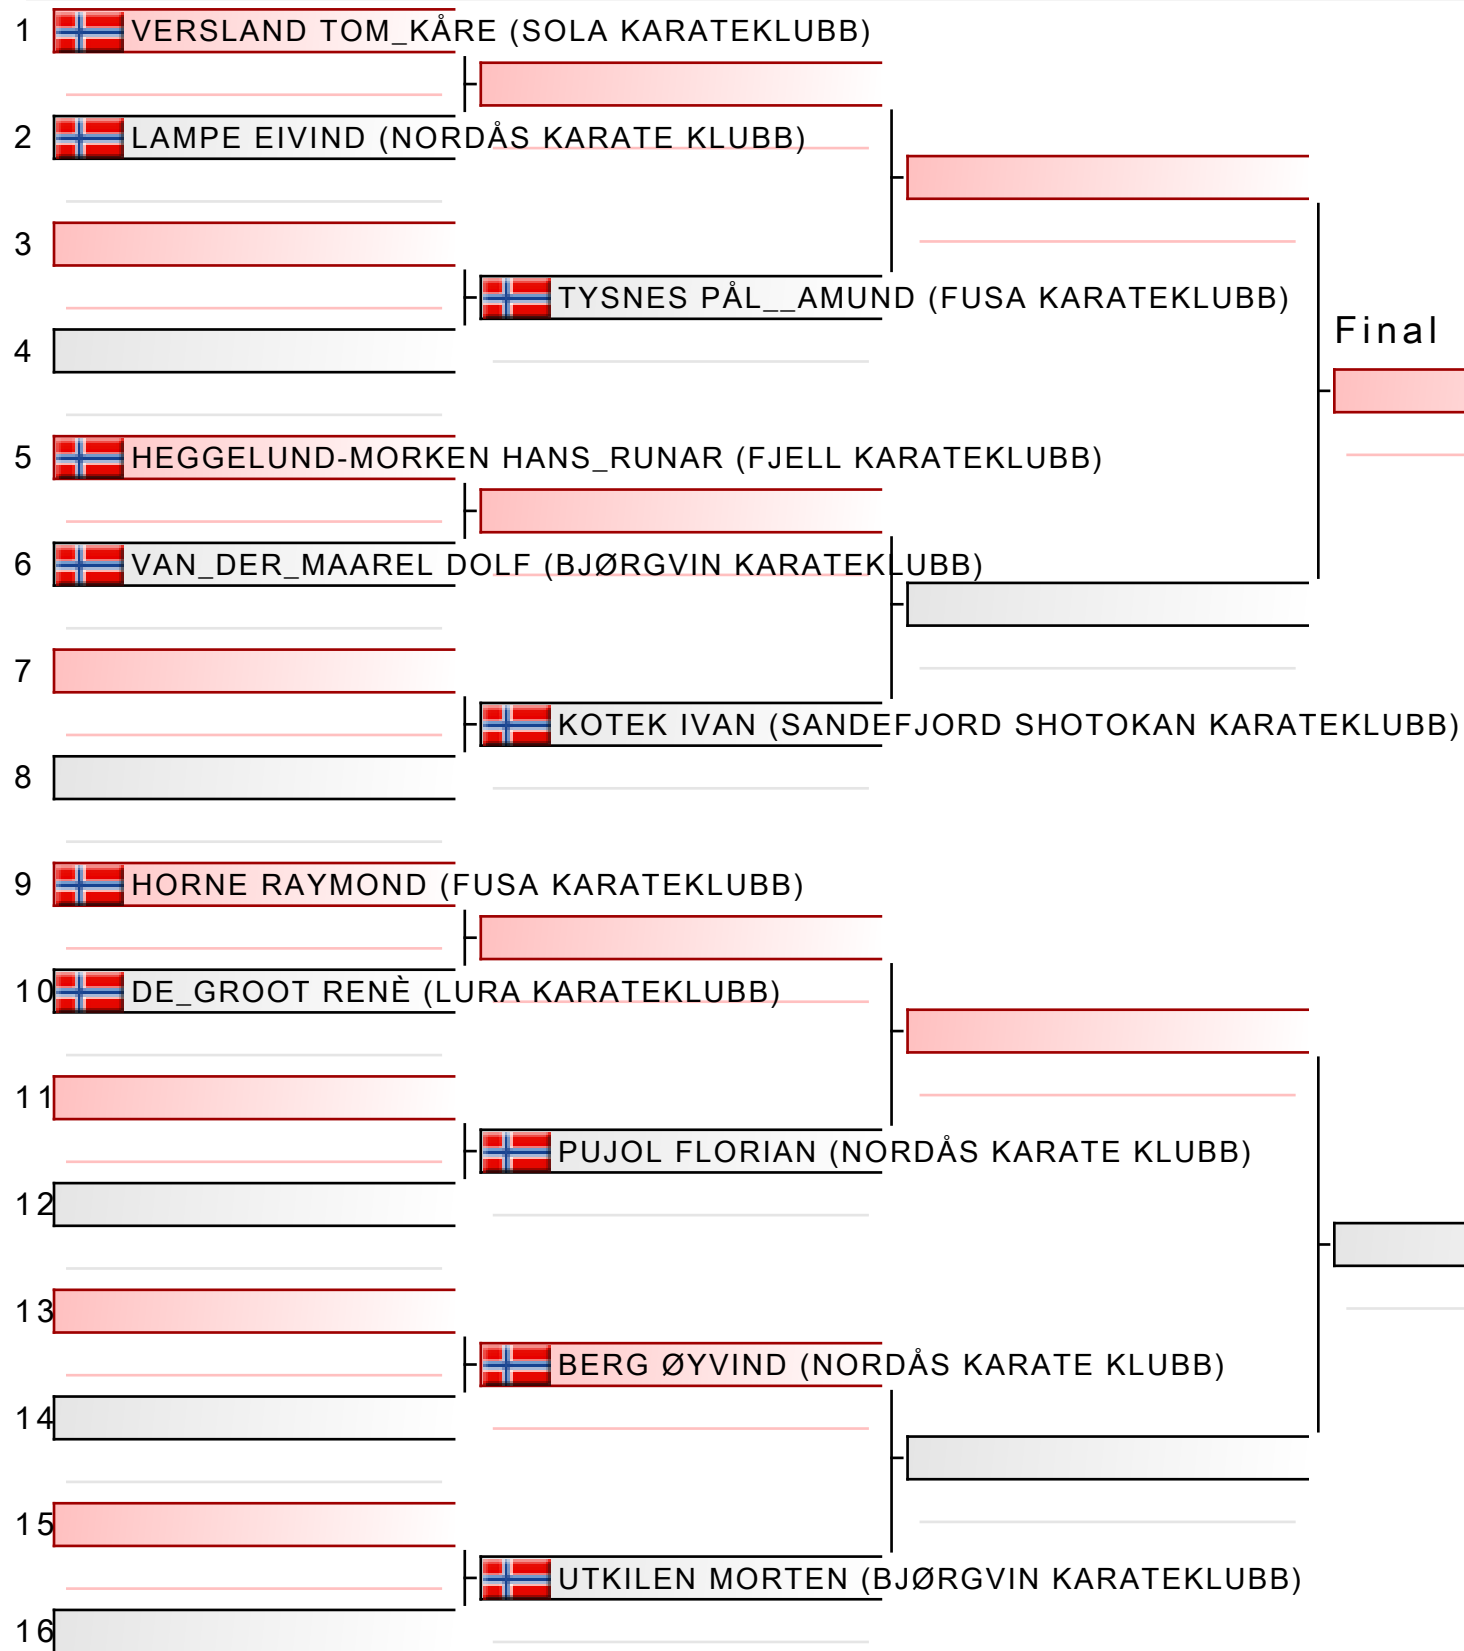 1 VERSLAND TOM_KÅRE (SOLA KARATEKLUBB)
2 LAMPE EIVIND (NORDÅS KARATE KLUBB)
3
TYSNES PÅL__AMUND (FUSA KARATEKLUBB)
Final
4
5 HEGGELUND-MORKEN HANS_RUNAR (FJELL KARATEKLUBB)
6 VAN_DER_MAAREL DOLF (BJØRGVIN KARATEKLUBB)
7
KOTEK IVAN (SANDEFJORD SHOTOKAN KARATEKLUBB)
8
9 HORNE RAYMOND (FUSA KARATEKLUBB)
10 DE_GROOT RENÈ (LURA KARATEKLUBB)
11
PUJOL FLORIAN (NORDÅS KARATE KLUBB)
12
13
BERG ØYVIND (NORDÅS KARATE KLUBB)
14
15
UTKILEN MORTEN (BJØRGVIN KARATEKLUBB)
16